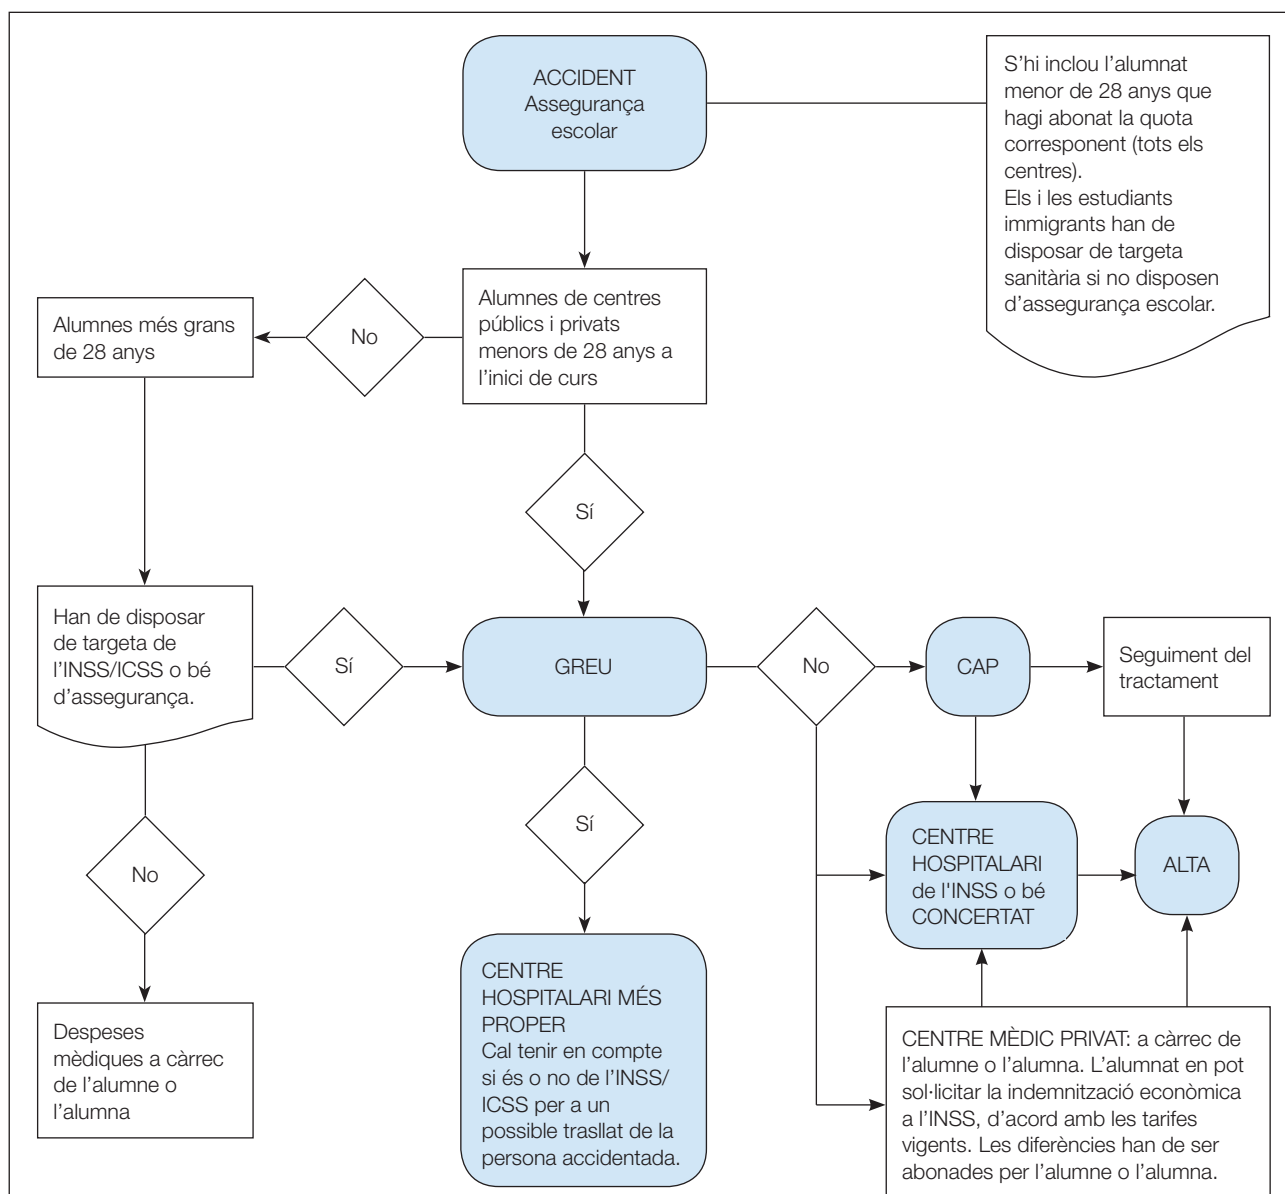 ACCIDENT
Assegurança
escolar
S’hi inclou l’alumnat
menor de 28 anys que
hagi abonat la quota
corresponent (tots els
centres).
Els i les estudiants
immigrants han de
disposar de targeta
sanitària si no disposen
d’assegurança escolar.
Alumnes més grans
de 28 anys
No
Alumnes de centres
públics i privats
menors de 28 anys a
l’inici de curs
Sí
Han de disposar
de targeta de
l’INSS/ICSS o bé
d’assegurança.
Sí
GREU
No
CAP
Seguiment del
tractament
No
Sí
CENTRE
HOSPITALARI
de l'INSS o bé
CONCERTAT
ALTA
Despeses
mèdiques a càrrec
de l’alumne o
l’alumna
CENTRE
HOSPITALARI MÉS
PROPER
Cal tenir en compte
si és o no de l’INSS/
ICSS per a un
possible trasllat de la
persona accidentada.
CENTRE MÈDIC PRIVAT: a càrrec de
l’alumne o l’alumna. L’alumnat en pot
sol·licitar la indemnització econòmica
a l’INSS, d’acord amb les tarifes
vigents. Les diferències han de ser
abonades per l’alumne o l’alumna.